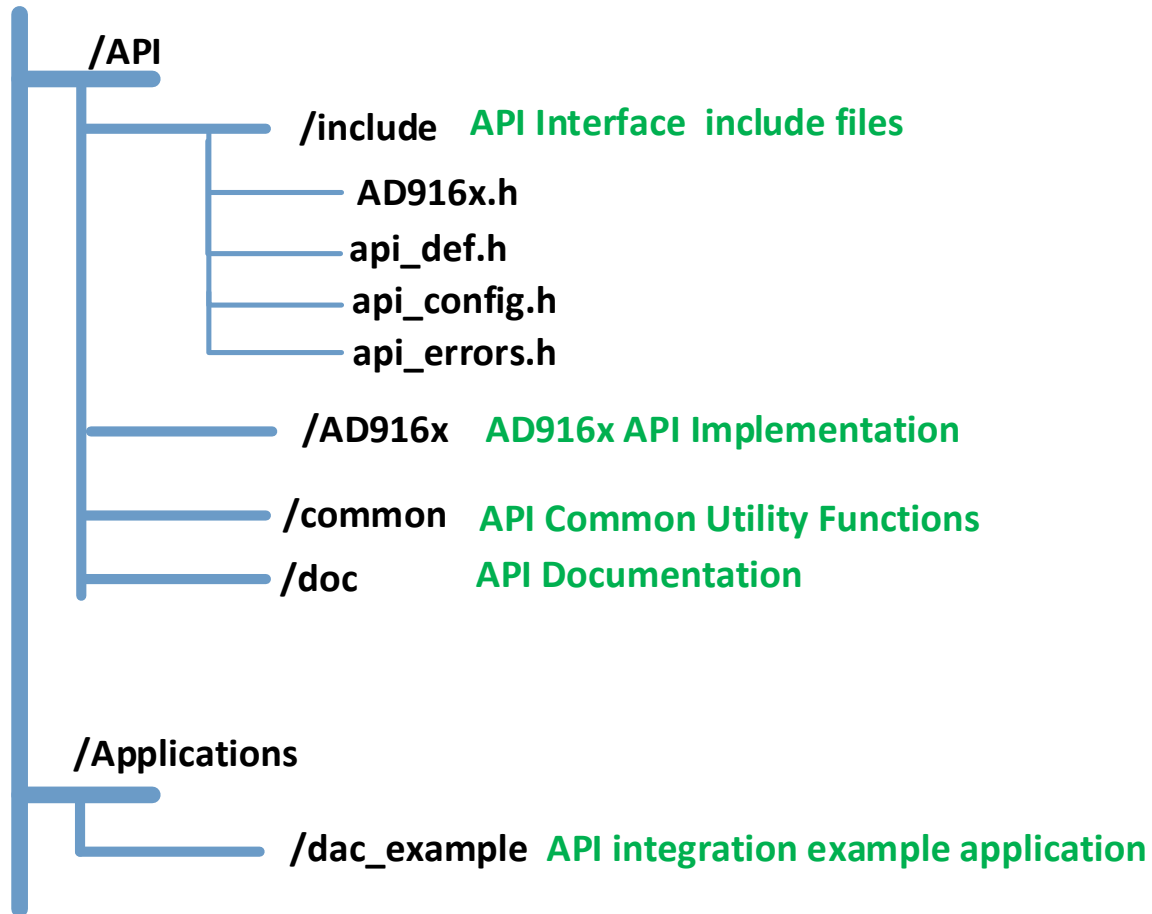 /API
/include API Interface include files
AD916x.h
api_def.h
api_config.h
api_errors.h
/AD916x AD916x API Implementation
/common API Common Utility Functions
/doc API Documentation
/Applications
/dac_example API integration example application